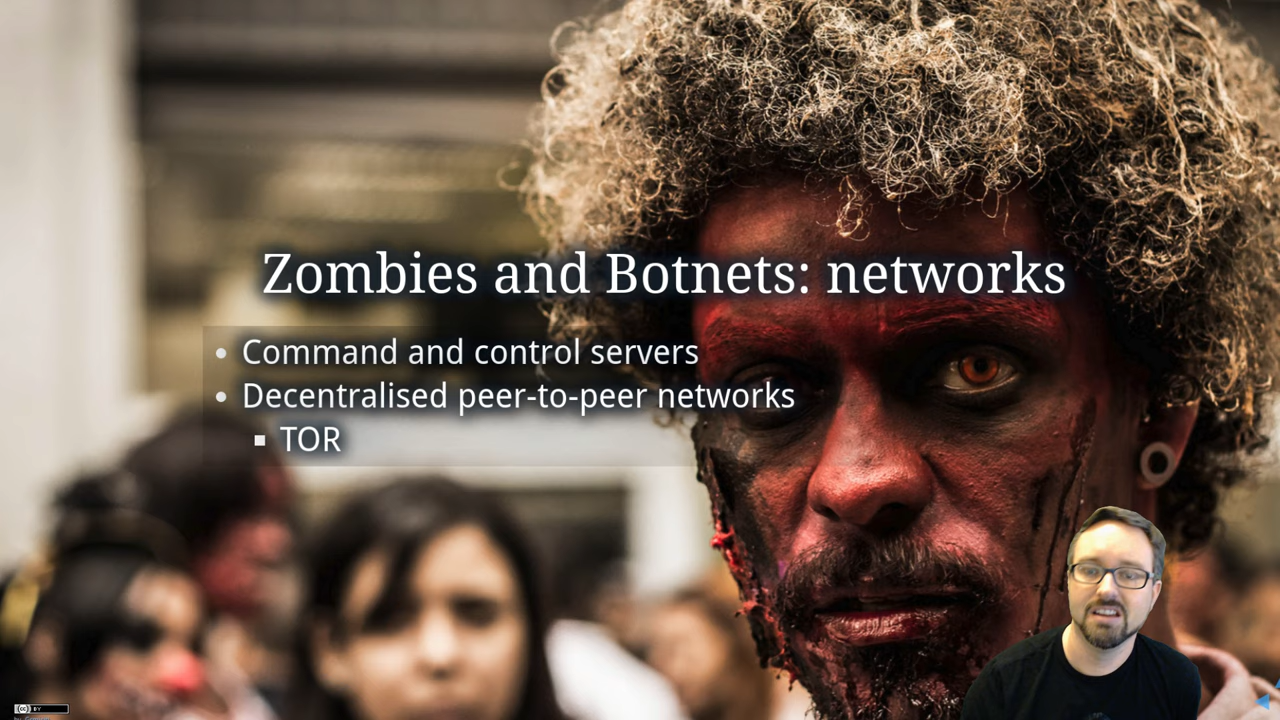 Zombies and Botnets: networks
Command and control servers
Decentralised peer-to-peer networks
TOR